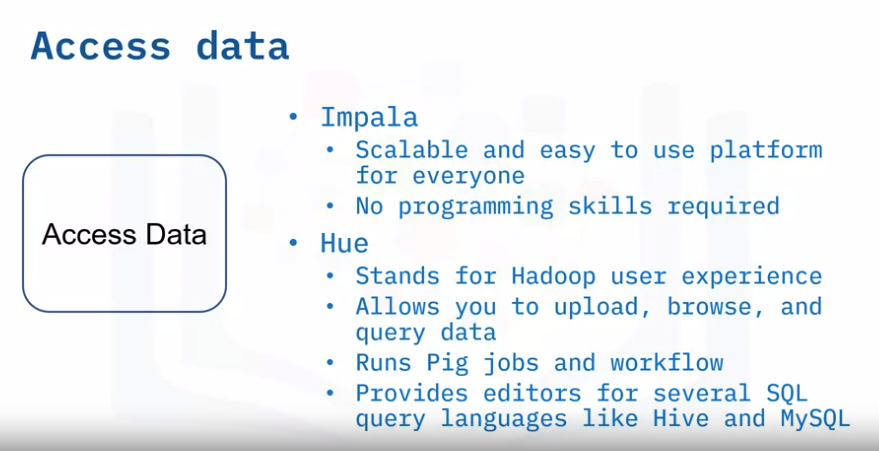 Access data
Access Data
• Impala
• Scalable and easy to use platform
for everyone
• No programming skills required
• Hue
• Stands for Hadoop user experience
• Allows you to upload, browse, and
query data
• Runs Pig jobs and workflow
• Provides editors for several SQL
query languages like Hive and MySQL